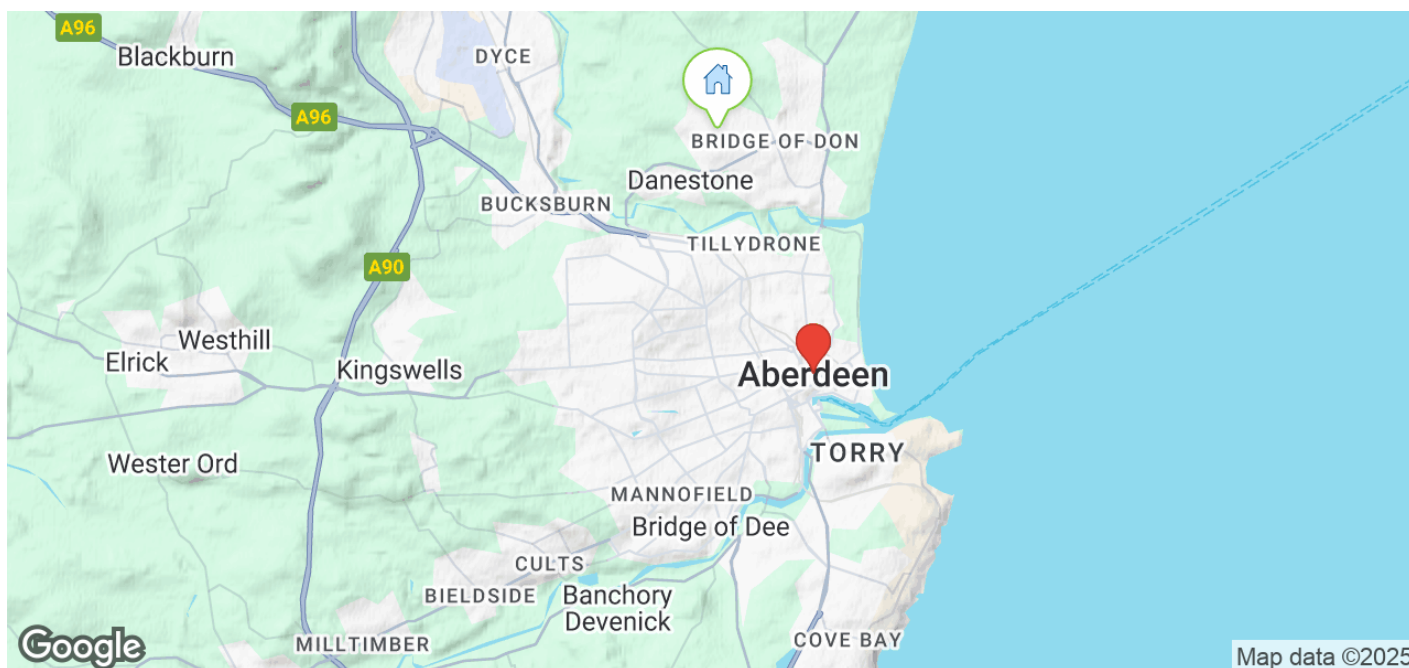 A96
Blackburn
DYCE
A96
BRIDGE OF DON
Danestone
BUCKSBURN
TILLYDRONE
A90
Westhill
Elrick
Kingswells
Aberdeen
TORRY
Wester Ord
MANNOFIELD
Bridge of Dee
CULTS
BIELDSIDE
Banchory
Devenick
MILLTIMBER
COVE BAY
Google
Map data ©2025